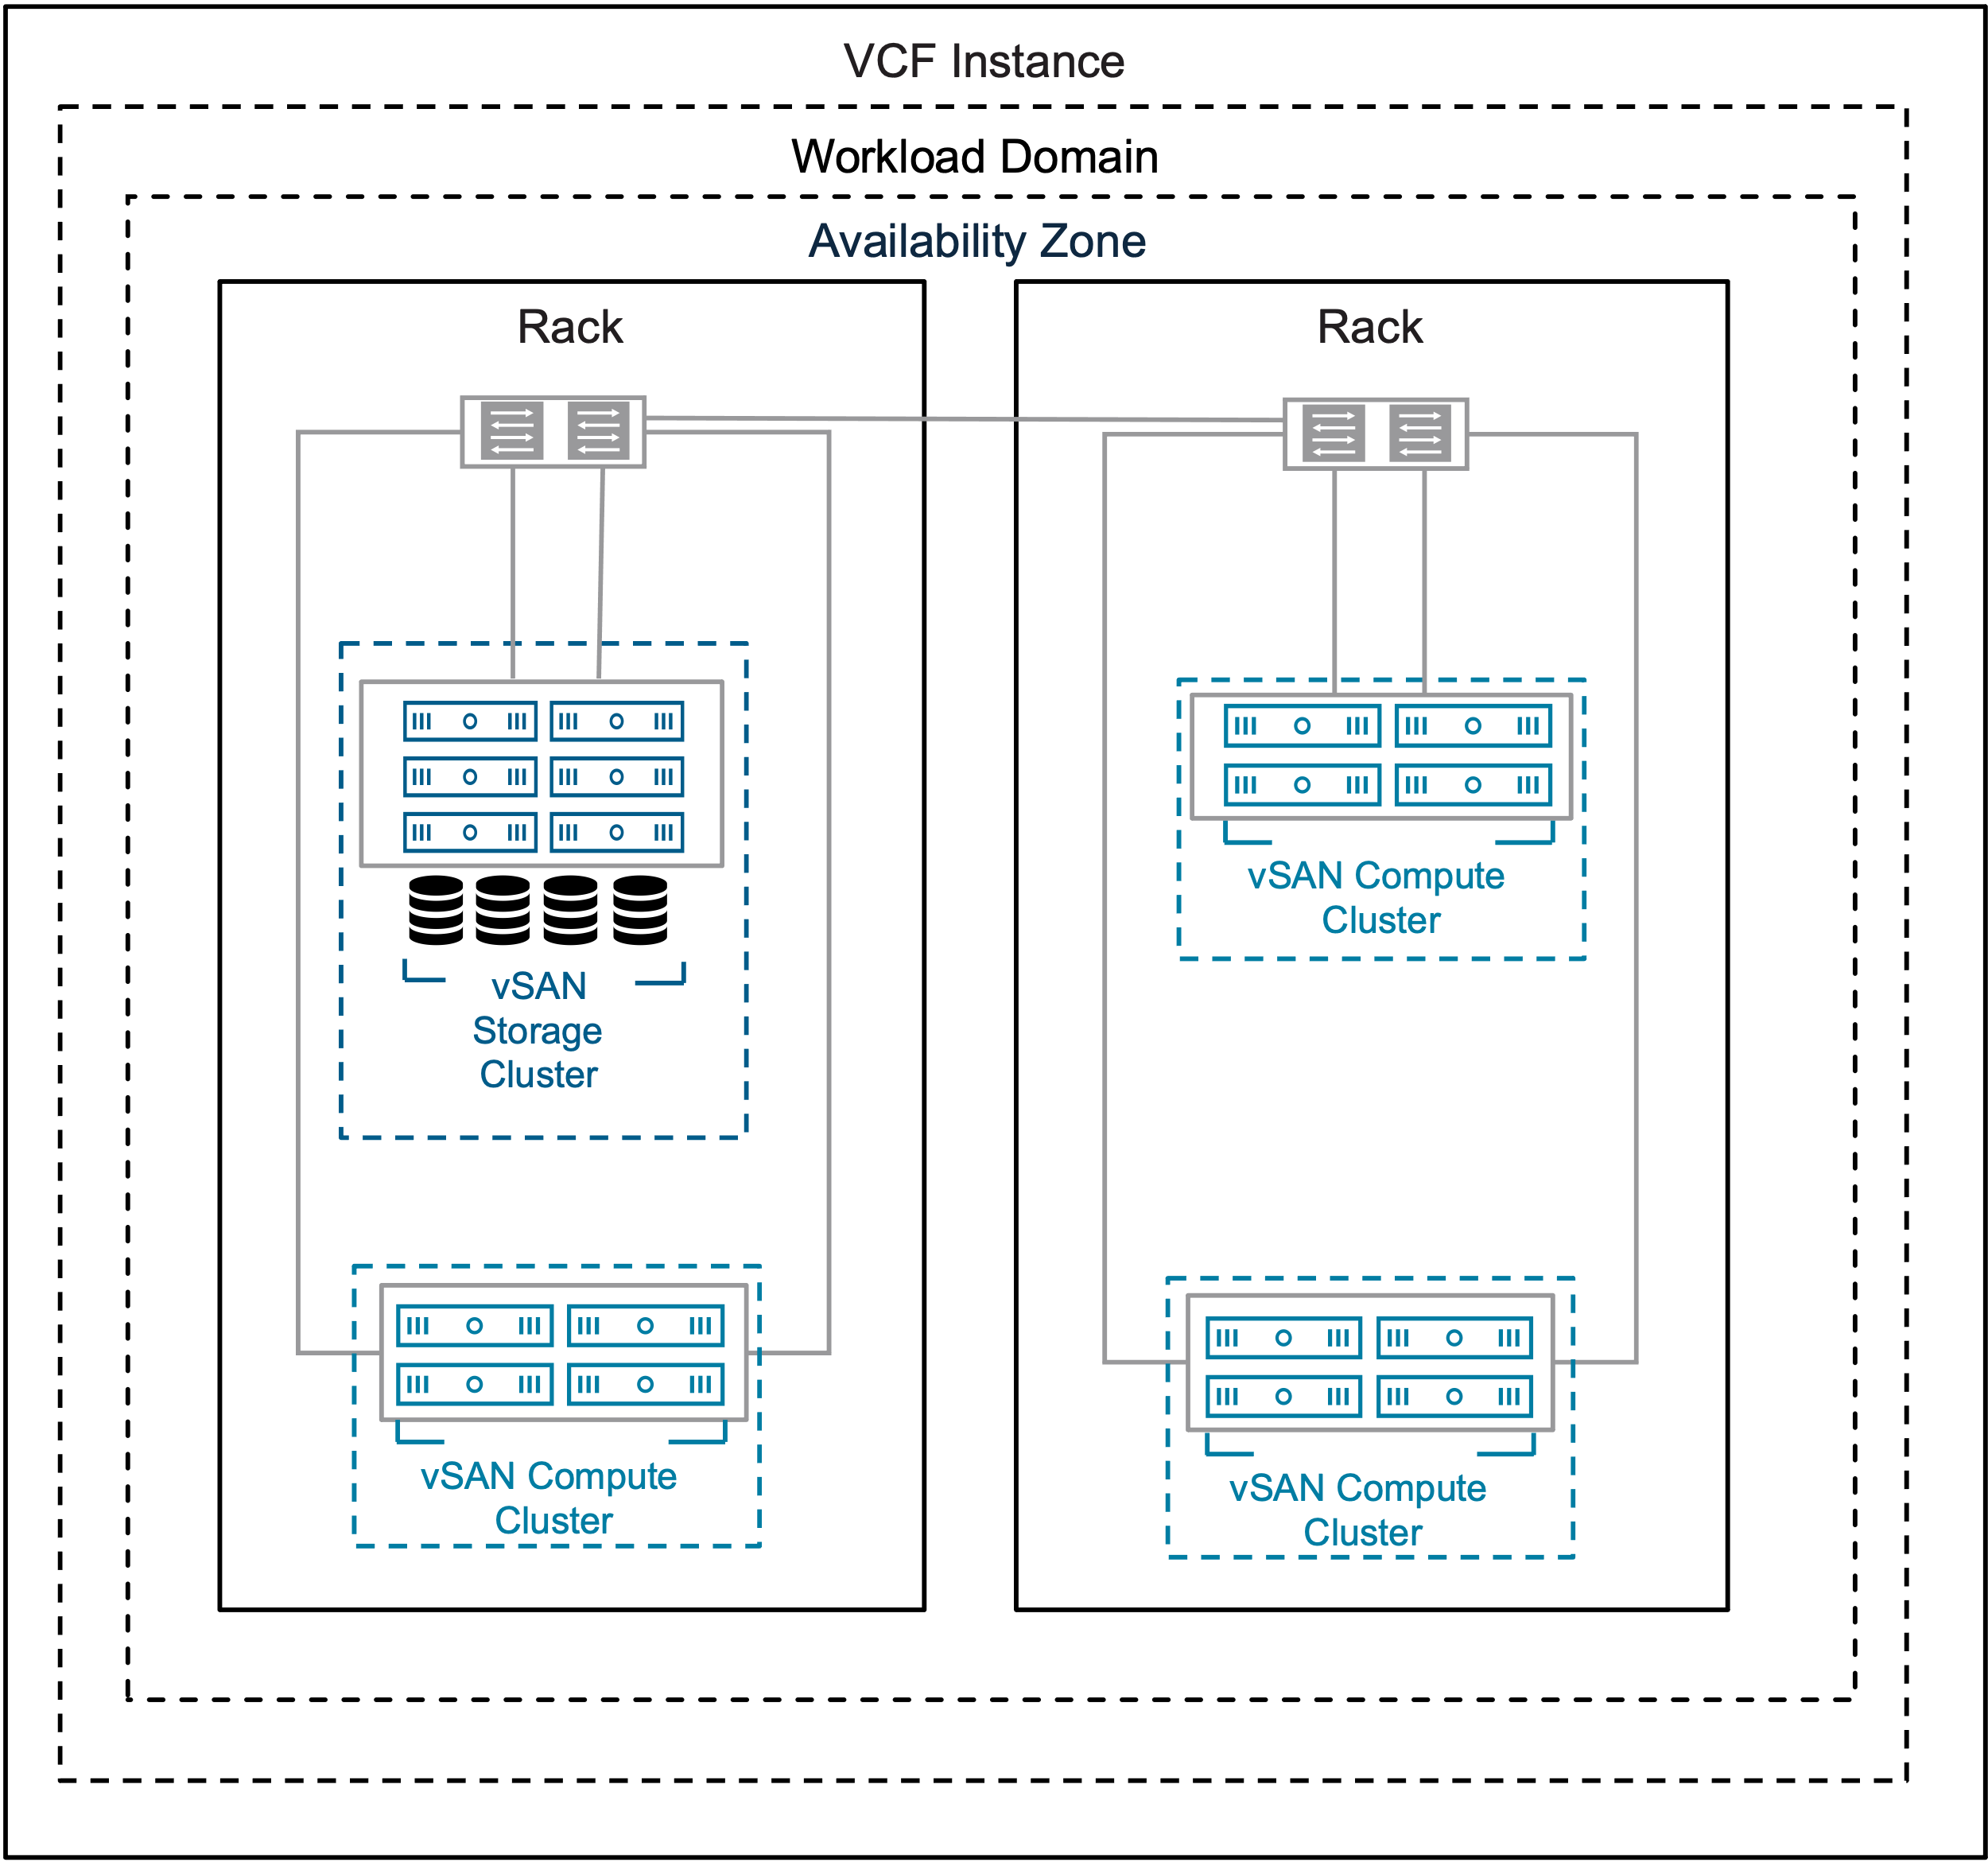 VCF Instance
Workload Domain
Availability Zone
Rack
Rack
vSAN
Storage
Cluster
vSAN Compute
Cluster
vSAN Compute
Cluster
vSAN Compute
Cluster